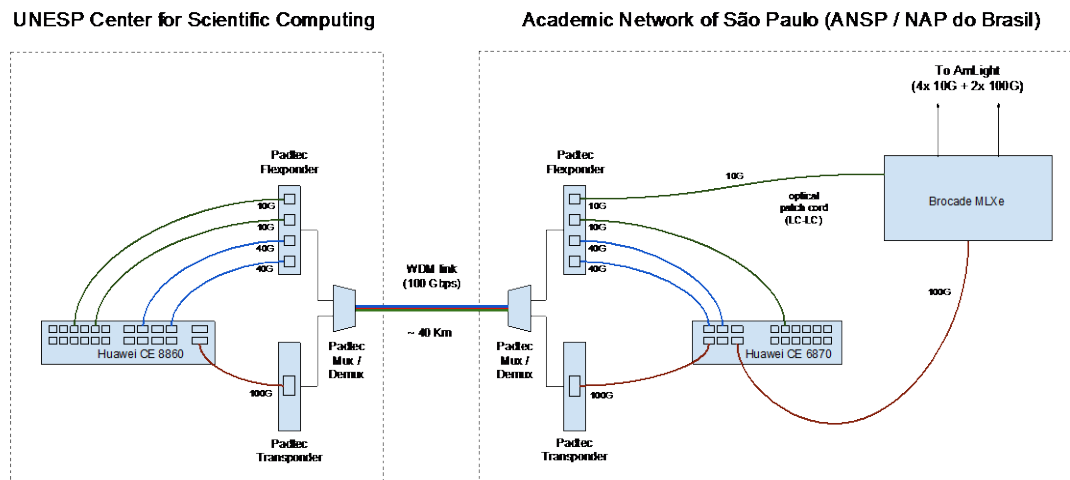 UNESP Center for Scientific Computing
Academic Network of São Paulo (ANSP / NAP do Brasil)
To AmLight
(4x 10G + 2x 100G)
Padtec
Flexponder
10G
10G
40G
40G
Huawei CE 8860
100G
Padtec
Transponder
Padtec
Mux /
Demux
WDM link
(100 Gbps)
~ 40 Km
Padtec
Mux /
Demux
Padtec
Flexponder
10G
10G
40G
40G
10G
optical
patch cord
(LC-LC)
Brocade MLXe
100G
Huawei CE 6870
100G
Padtec
Transponder